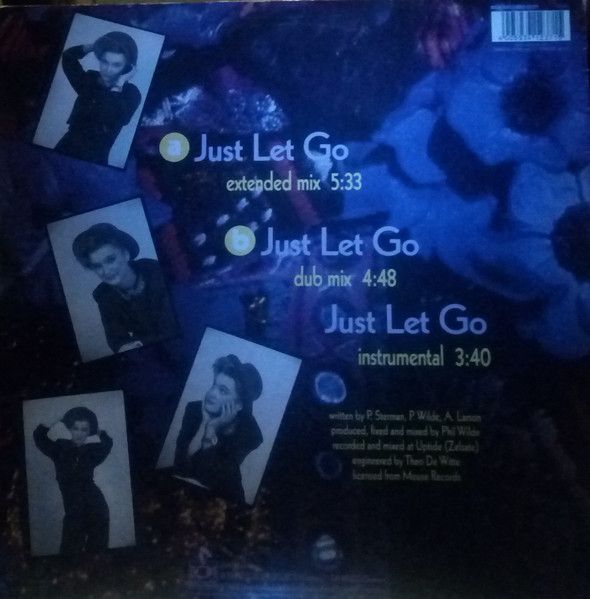 a Just Let Go
extended mix 5:33
b Just Let Go
dub mix 4:48
Just Let Go
instrumental 3:40
written by P. Sterman, P. Wilde, A. Lamon
produced, fixed and mixed by Phil Wilde
recorded and mixed at Uptide (Zelzate)
engineered by Theo De Witte
licensed from Mouse Records